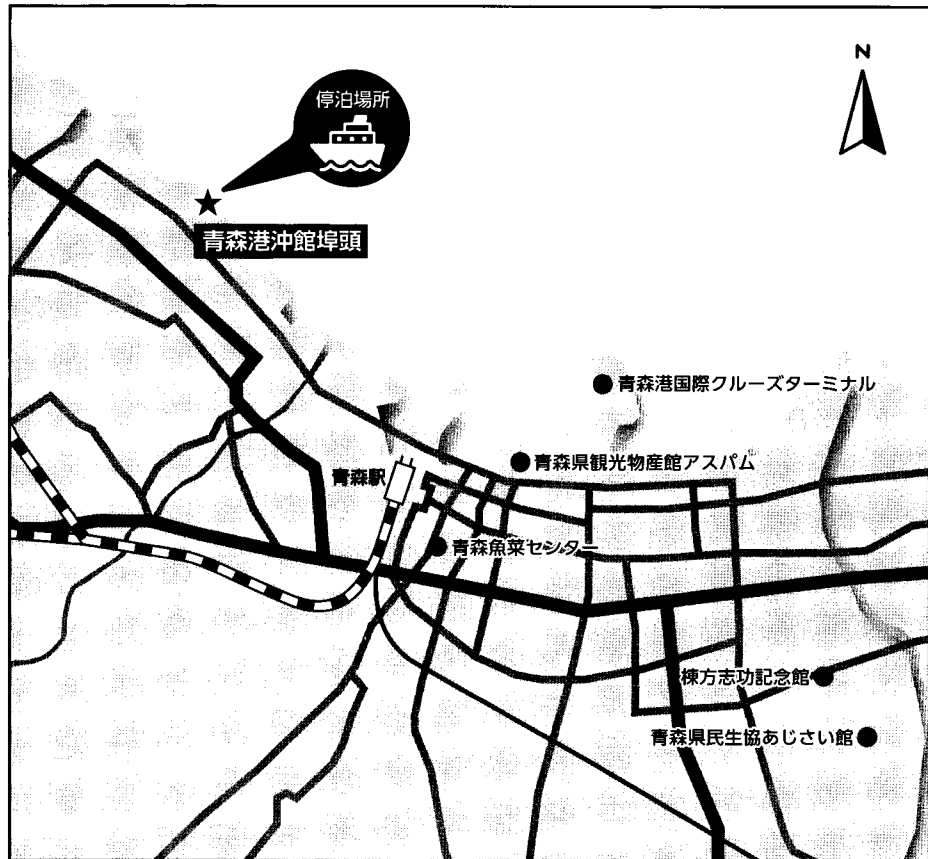 N
停泊場所
青森港沖館埠頭
青森港国際クルーズターミナル
青森県観光物産館アスパム
青森駅
青森魚菜センター
棟方志功記念館
青森県民生協あじさい館